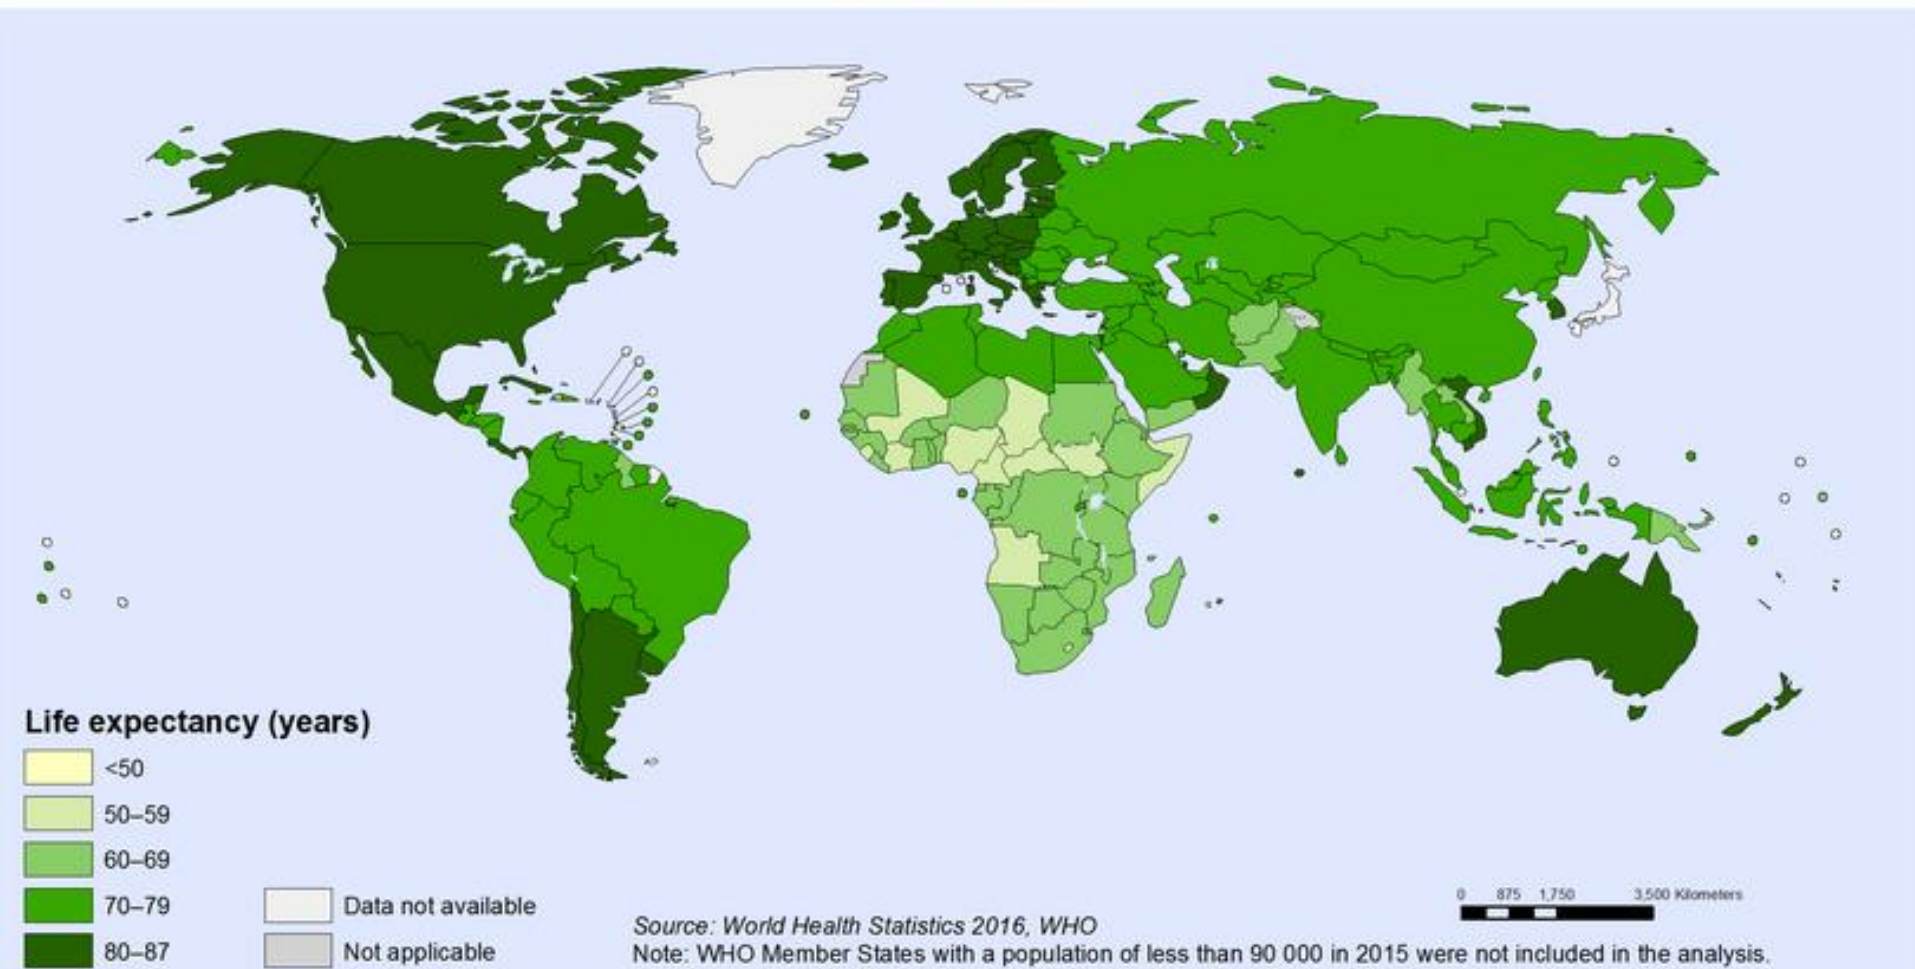 Life expectancy (years)
<50
50–59
60–69
70–79
80–87
Data not available
Not applicable
0 875 1,750 3,500 Kilometers
Source: World Health Statistics 2016, WHO
Note: WHO Member States with a population of less than 90 000 in 2015 were not included in the analysis.